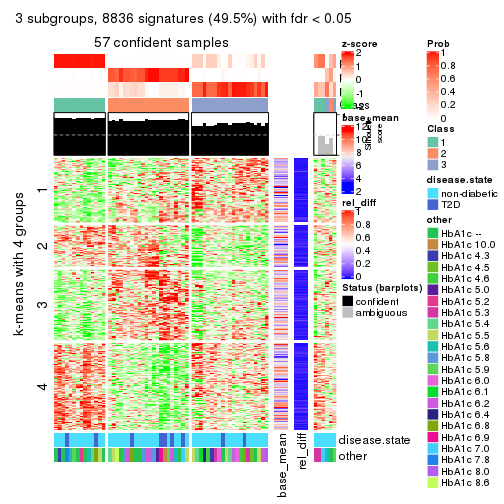 3 subgroups, 8836 signatures (49.5%) with fdr < 0.05
57 confident samples
k-means with 4 groups
1
2
3
4
base_mean
rel_diff
disease.state
other
z-score
2
1
0
-1
-2
base_mean
12
10
8
6
4
2
rel_diff
1
0.8
0.6
0.4
0.2
0
Status (barplots)
confident
ambiguous
Silhouette
score
Prob
1
0.8
0.6
0.4
0.2
0
Class
1
2
3
disease.state
non-diabetic
T2D
other
HbA1c --
HbA1c 10.0
HbA1c 4.3
HbA1c 4.5
HbA1c 4.6
HbA1c 5.0
HbA1c 5.2
HbA1c 5.3
HbA1c 5.4
HbA1c 5.5
HbA1c 5.6
HbA1c 5.8
HbA1c 5.9
HbA1c 6.0
HbA1c 6.1
HbA1c 6.2
HbA1c 6.4
HbA1c 6.8
HbA1c 6.9
HbA1c 7.0
HbA1c 7.8
HbA1c 8.0
HbA1c 8.6